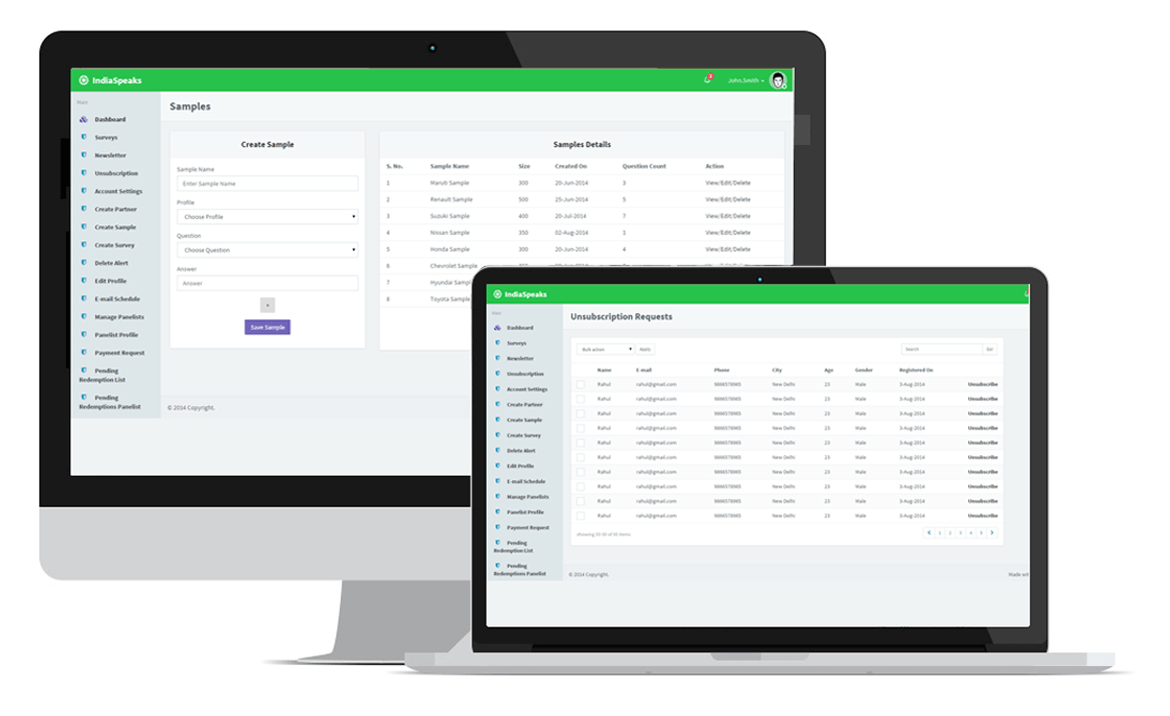 IndiaSpeaks
2
John.Smith
Main
Dashboard
Surveys
Newsletter
Unsubscription
Account Settings
Create Partner
Create Sample
Create Survey
Delete Alert
Edit Profile
E-mail Schedule
Manage Panelists
Panelist Profile
Payment Request
Pending
Redemption List
Pending
Redemptions Panelist
Samples
Create Sample
Sample Name
Enter Sample Name
Profile
Choose Profile
Question
Choose Question
Answer
Answer
+
Save Sample
Samples Details
S. No. Sample Name Size Created On Question Count Action
1 Maruti Sample 300 20-Jun-2014 3 View/Edit/Delete
2 Renault Sample 500 25-Jun-2014 5 View/Edit/Delete
3 Suzuki Sample 400 20-Jul-2014 7 View/Edit/Delete
4 Nissan Sample 350 02-Aug-2014 3 View/Edit/Delete
5 Honda Sample 300 20-Jun-2014 4 View/Edit/Delete
6 Chevrolet Sample
7 Hyundai Sampl
8 Toyota Sample
© 2014 Copyright.
IndiaSpeaks
Main
Dashboard
Surveys
Newsletter
Unsubscription
Account Settings
Create Partner
Create Sample
Create Survey
Delete Alert
Edit Profile
E-mail Schedule
Manage Panelists
Panelist Profile
Payment Request
Pending
Redemption List
Pending
Redemptions Panelist
Unsubscription Requests
Bulk action Apply Search Go!
Name E-mail Phone City Age Gender Registered On
Rahul rahul@gmail.com 9866578965 New Delhi 23 Male 3-Aug-2014 Unsubscribe
Rahul rahul@gmail.com 9866578965 New Delhi 23 Male 3-Aug-2014 Unsubscribe
Rahul rahul@gmail.com 9866578965 New Delhi 23 Male 3-Aug-2014 Unsubscribe
Rahul rahul@gmail.com 9866578965 New Delhi 23 Male 3-Aug-2014 Unsubscribe
Rahul rahul@gmail.com 9866578965 New Delhi 23 Male 3-Aug-2014 Unsubscribe
Rahul rahul@gmail.com 9866578965 New Delhi 23 Male 3-Aug-2014 Unsubscribe
Rahul rahul@gmail.com 9866578965 New Delhi 23 Male 3-Aug-2014 Unsubscribe
Rahul rahul@gmail.com 9866578965 New Delhi 23 Male 3-Aug-2014 Unsubscribe
Rahul rahul@gmail.com 9866578965 New Delhi 23 Male 3-Aug-2014 Unsubscribe
Rahul rahul@gmail.com 9866578965 New Delhi 23 Male 3-Aug-2014 Unsubscribe
showing 20-30 of 50 items 1 2 3 4 5
© 2014 Copyright. Made wit